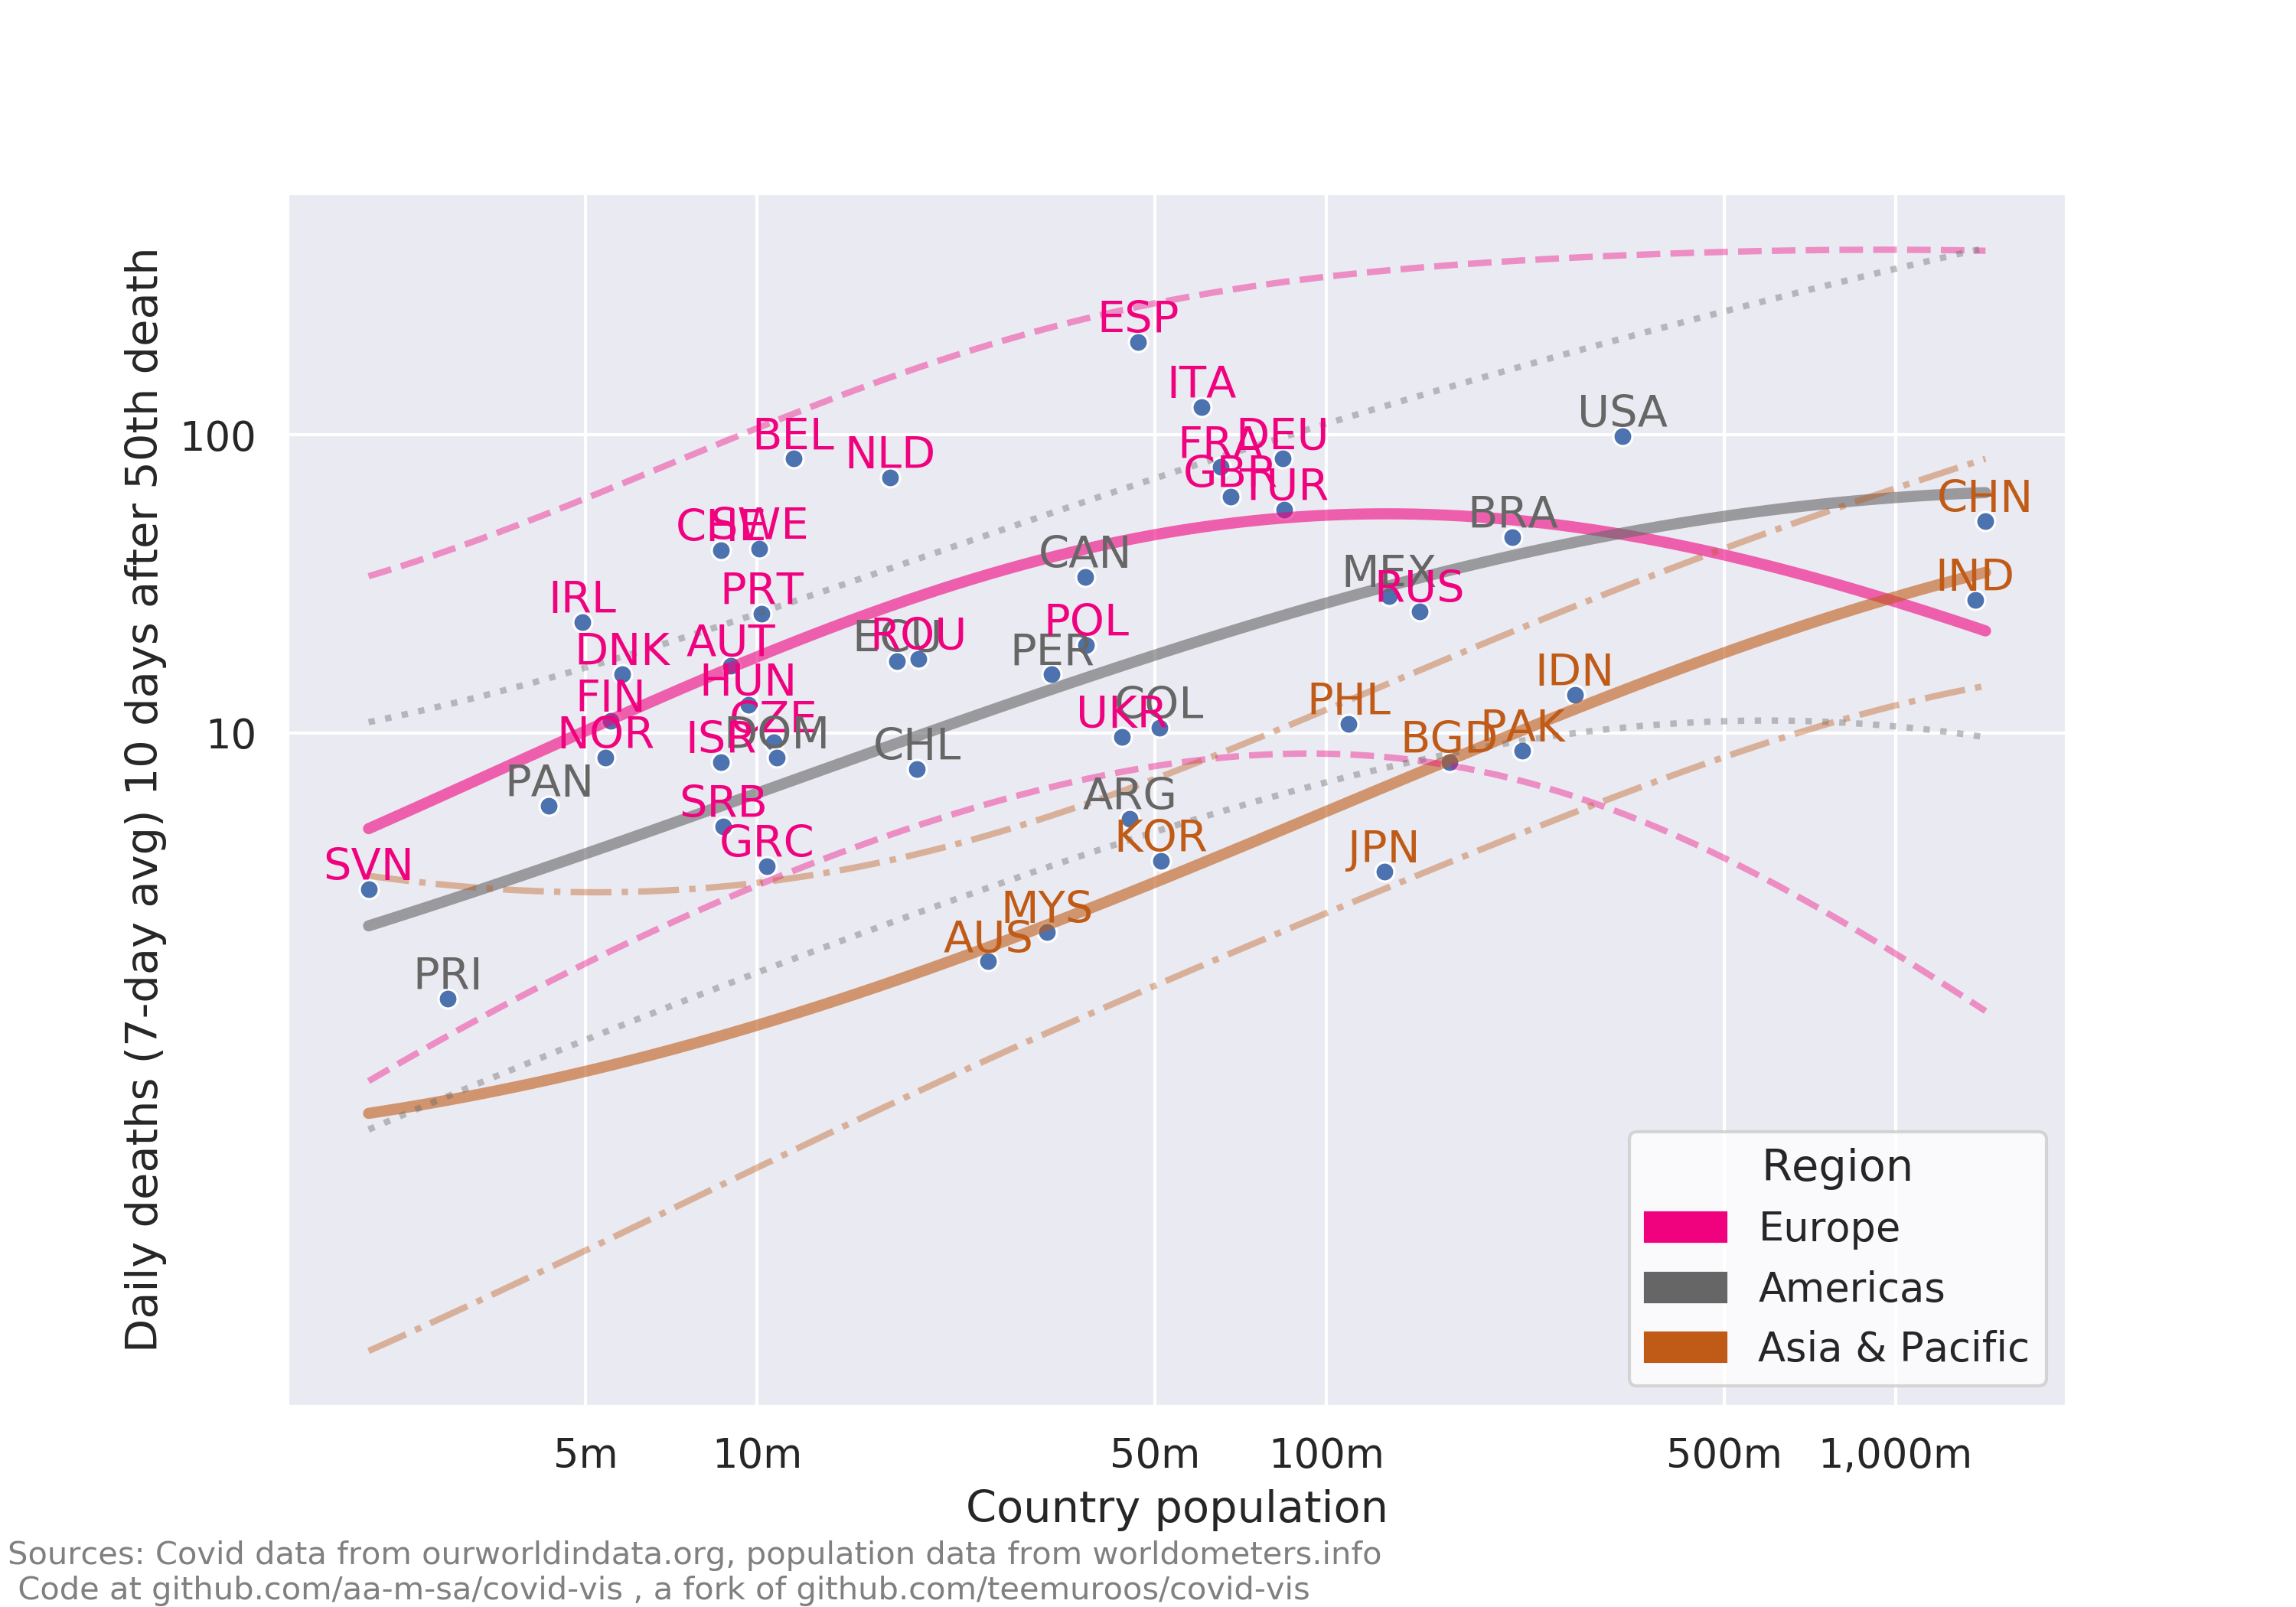 Daily deaths (7-day avg) 10 days after 50th death
100
10
ESP
ITA
USA
BEL
NLD
FRA
DEU
GBR
TUR
CHN
CHE
SWE
BRA
CAN
MEX
RUS
IND
IRL
PRT
DNK
AUT
ECU
ROU
POL
PER
HUN
IDN
FIN
CZE
COL
UKR
PHL
NOR
ISR
DOM
CHL
BGD
PAK
PAN
SRB
ARG
GRC
KOR
JPN
SVN
MYS
AUS
PRI
Region
Europe
Americas
Asia & Pacific
5m 10m 50m 100m 500m 1,000m
Country population
Sources: Covid data from ourworldindata.org, population data from worldometers.info
Code at github.com/aa-m-sa/covid-vis , a fork of github.com/teemuroos/covid-vis